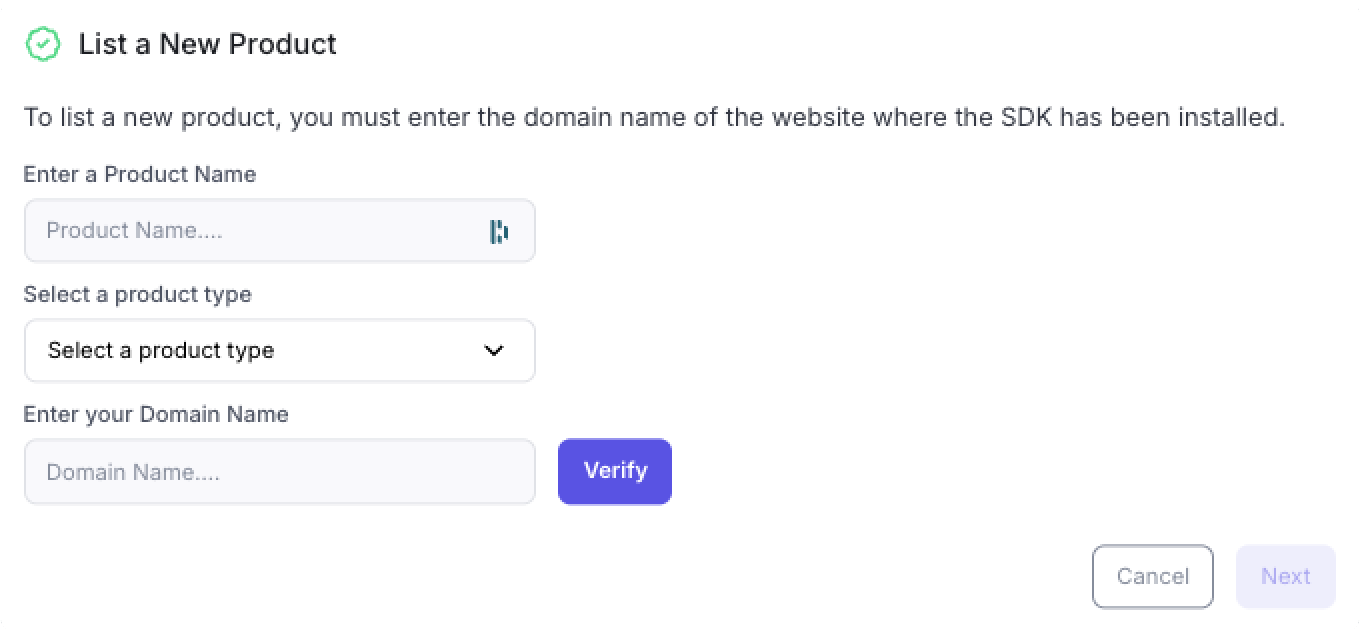 List a New Product
To list a new product, you must enter the domain name of the website where the SDK has been installed.
Enter a Product Name
Product Name....
Select a product type
Select a product type
Enter your Domain Name
Domain Name....
Verify
Cancel
Next